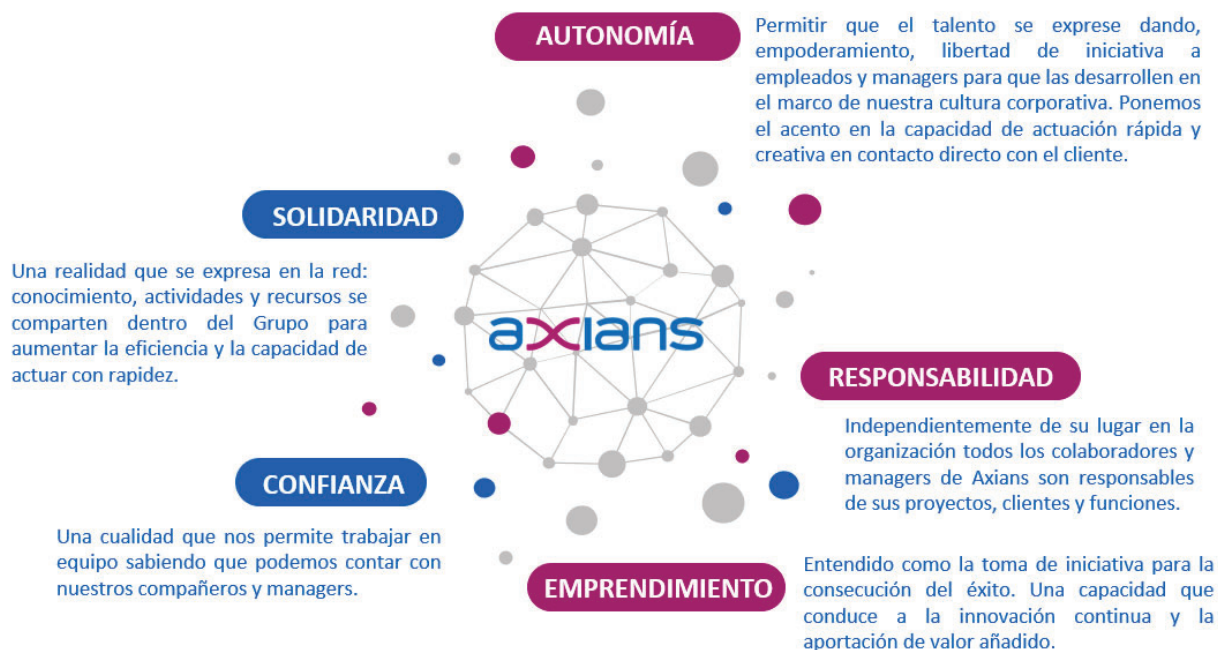 AUTONOMÍA
Permitir que el talento se exprese dando,
empoderamiento, libertad de iniciativa a
empleados y managers para que las desarrollen en
el marco de nuestra cultura corporativa. Ponemos
el acento en la capacidad de actuación rápida y
creativa en contacto directo con el cliente.
SOLIDARIDAD
Una realidad que se expresa en la red:
conocimiento, actividades y recursos se
comparten dentro del Grupo para
aumentar la eficiencia y la capacidad de
actuar con rapidez.
axians
RESPONSABILIDAD
Independientemente de su lugar en la
organización todos los colaboradores y
managers de Axians son responsables
de sus proyectos, clientes y funciones.
CONFIANZA
Una cualidad que nos permite trabajar en
equipo sabiendo que podemos contar con
nuestros compañeros y managers.
EMPRENDIMIENTO
Entendido como la toma de iniciativa para la
consecución del éxito. Una capacidad que
conduce a la innovación continua y la
aportación de valor añadido.